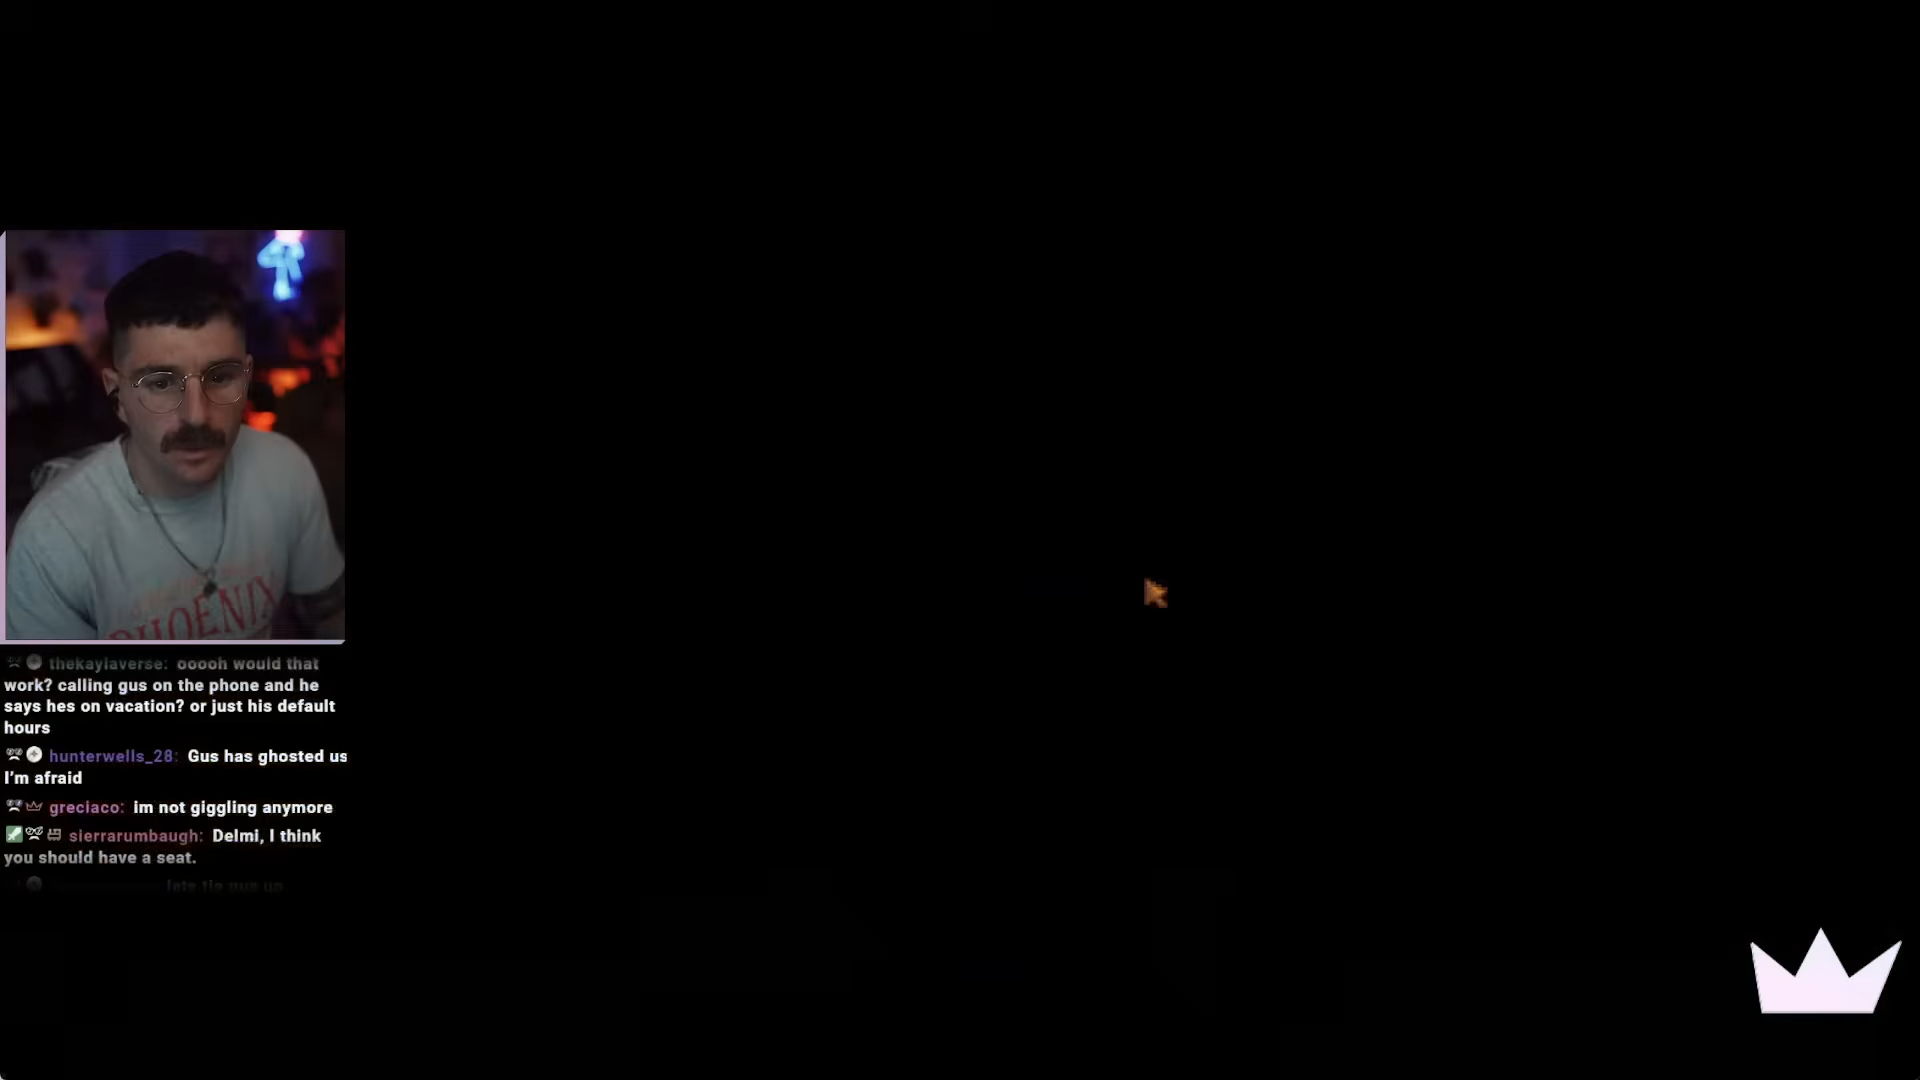 PHOENIX
thekaylaverse: ooooh would that
work? calling gus on the phone and he
says hes on vacation? or just his default
hours
hunterwells_28: Gus has ghosted us
I'm afraid
greciaco: im not giggling anymore
sierrarumbaugh: Delmi, I think
you should have a seat.